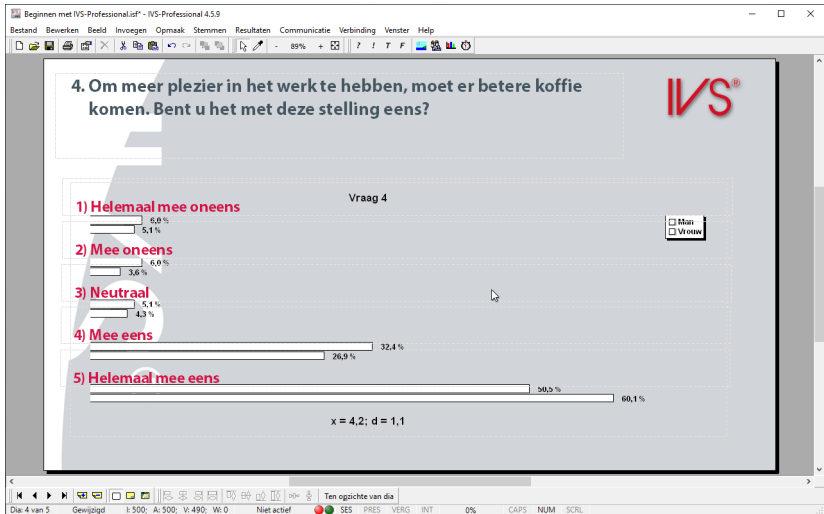 Beginnen met IVS-Professional.isf* - IVS-Professional 4.5.9
Bestand Bewerken Beeld Invoegen Opmaak Stemmen Resultaten Communicatie Verbinding Venster Help
- 89% + ? ! T F
4. Om meer plezier in het werk te hebben, moet er betere koffie
komen. Bent u het met deze stelling eens?
IVS®
Vraag 4
1) Helemaal mee oneens
6,0 %
5,1 %
Man
Vrouw
2) Mee oneens
6,0 %
3,6 %
3) Neutraal
5,1 %
4,3 %
4) Mee eens
32,4 %
26,9 %
5) Helemaal mee eens
50,5 %
60,1 %
x = 4,2; d = 1,1
Ten opzichte van dia
Dia: 4 van 5 Gewijzigd I: 500; A: 500; V: 490; W: 0 Niet actief SES PRES VERG INT 0% CAPS NUM SCRL